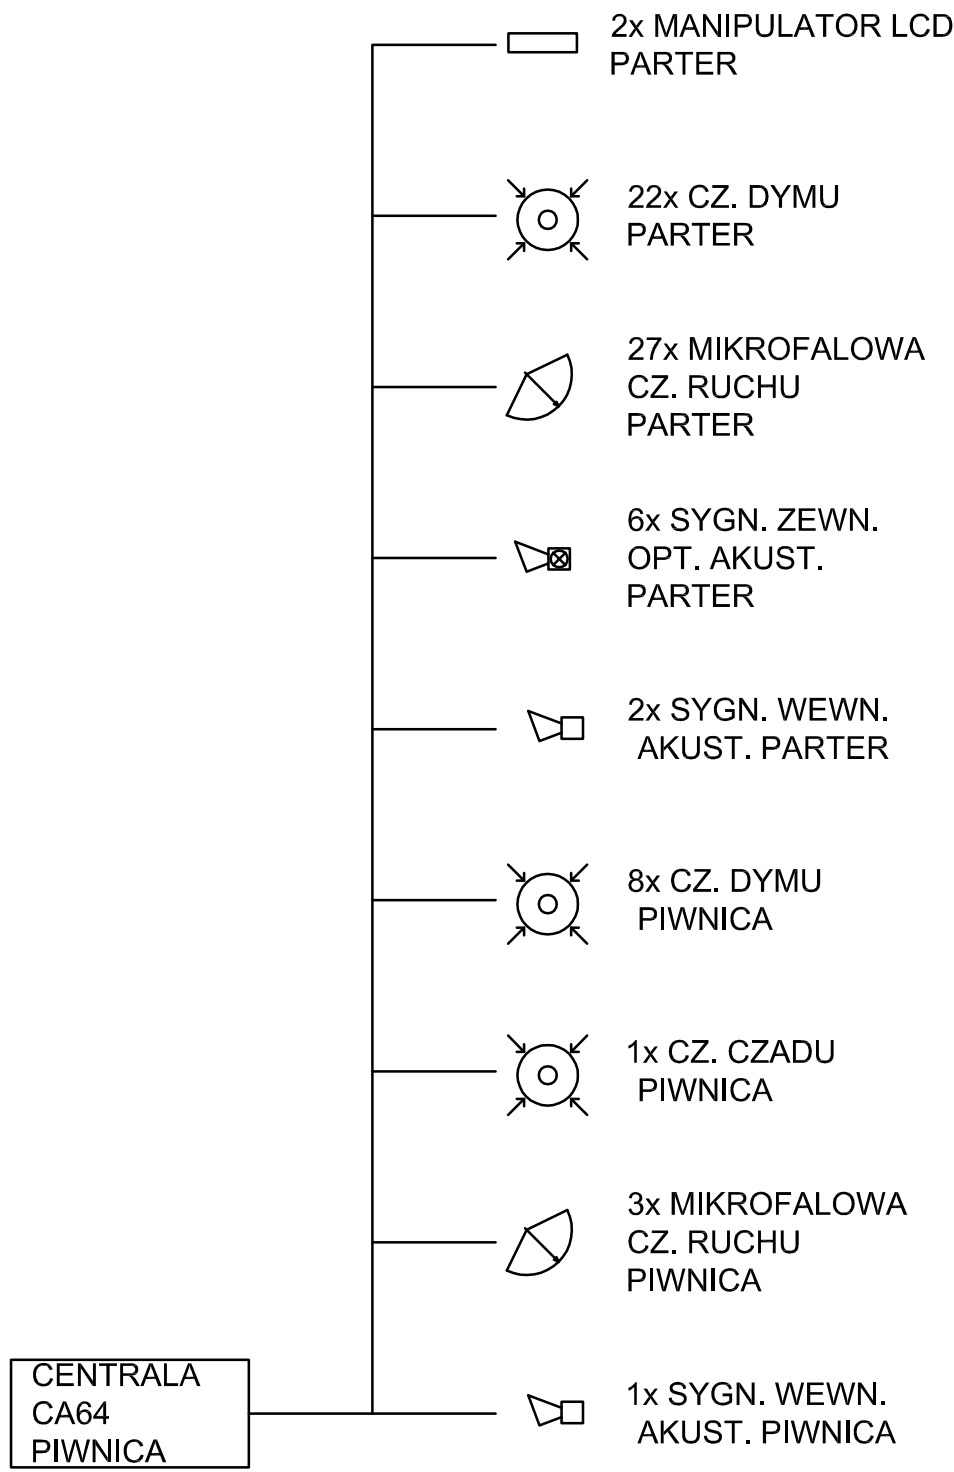 2x MANIPULATOR LCD
PARTER
22x CZ. DYMU
PARTER
27x MIKROFALOWA
CZ. RUCHU
PARTER
6x SYGN. ZEWN.
OPT. AKUST.
PARTER
2x SYGN. WEWN.
AKUST. PARTER
8x CZ. DYMU
PIWNICA
1x CZ. CZADU
PIWNICA
3x MIKROFALOWA
CZ. RUCHU
PIWNICA
CENTRALA
CA64
PIWNICA
1x SYGN. WEWN.
AKUST. PIWNICA